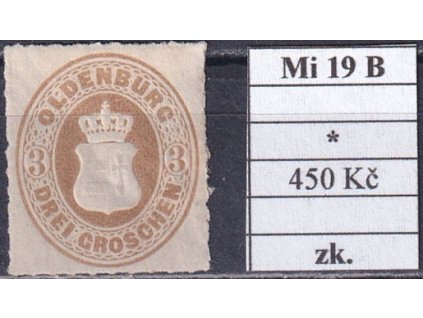 OLDENBURG
3 3
DREI GROSCHEN
Mi 19 B
*
450 Kč
zk.